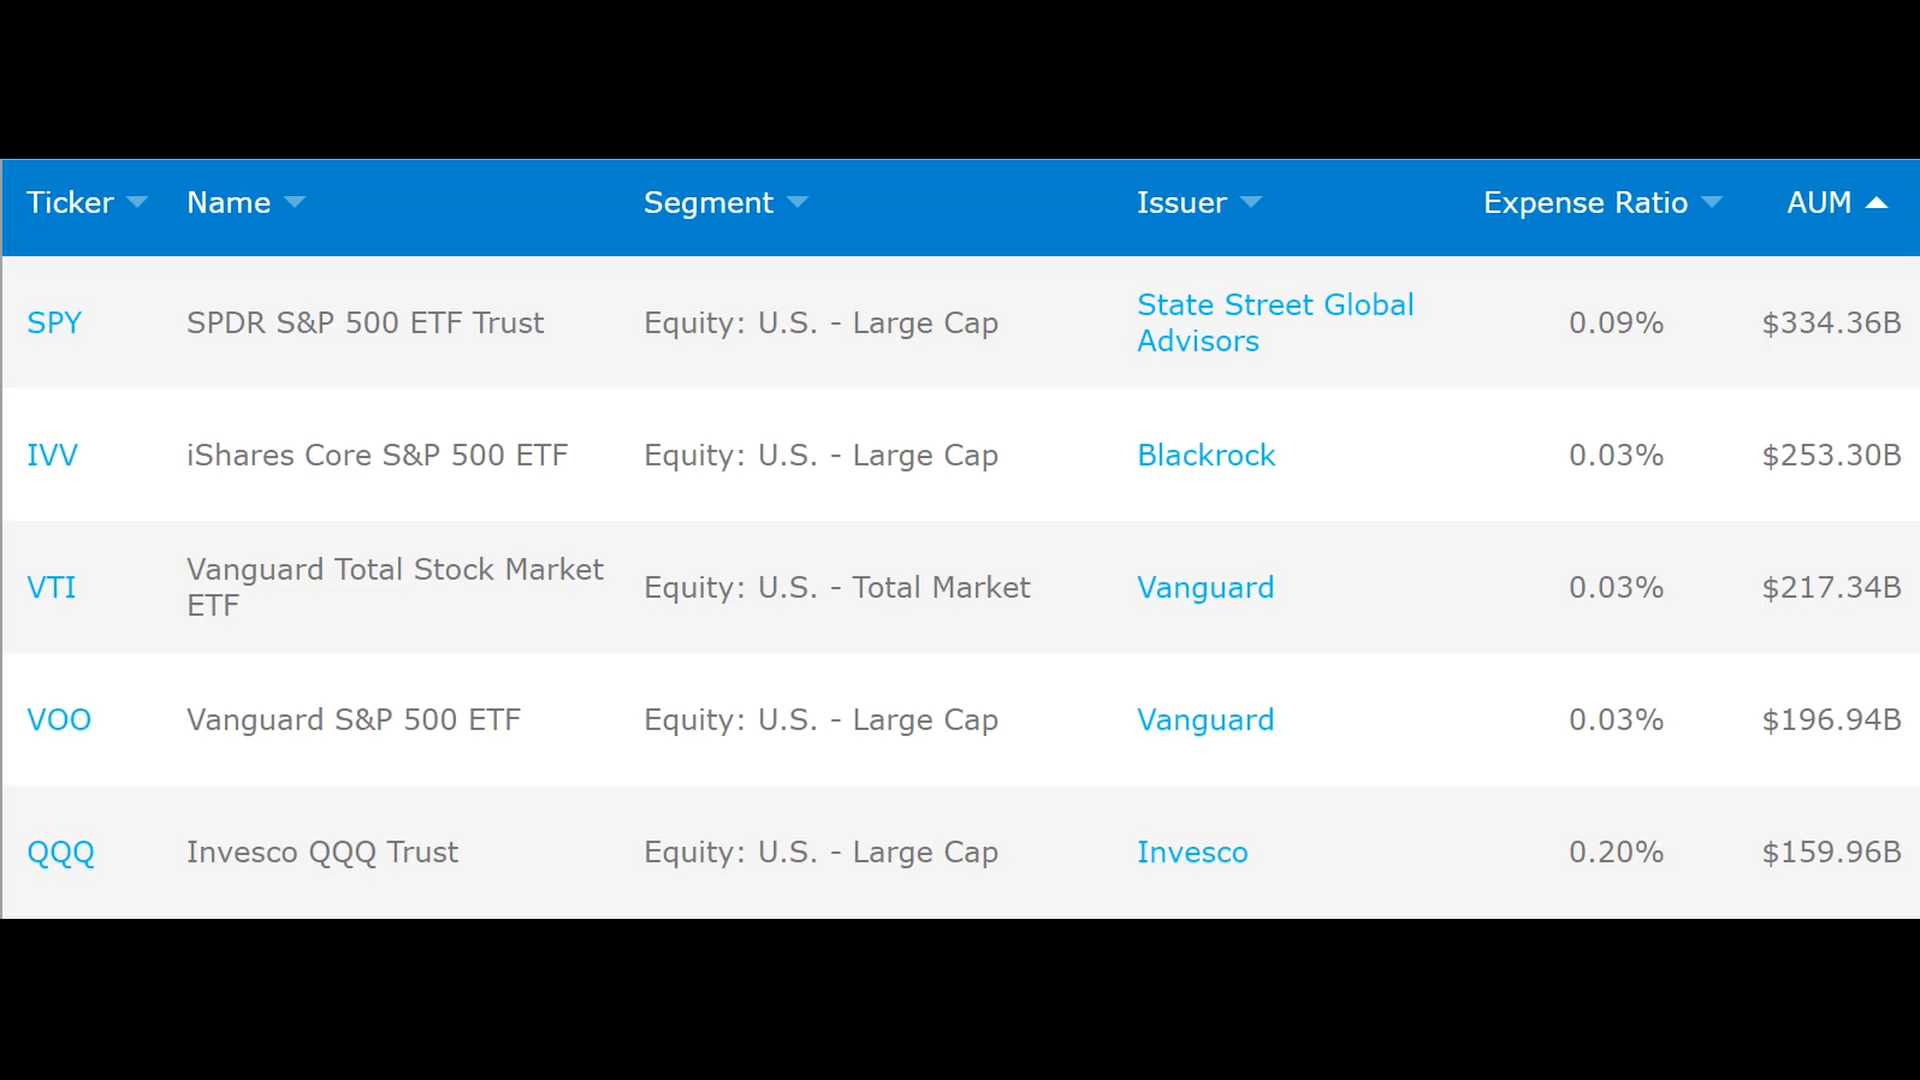 Ticker Name Segment Issuer Expense Ratio AUM
SPY SPDR S&P 500 ETF Trust Equity: U.S. - Large Cap State Street Global Advisors 0.09% $334.36B
IVV iShares Core S&P 500 ETF Equity: U.S. - Large Cap Blackrock 0.03% $253.30B
VTI Vanguard Total Stock Market ETF Equity: U.S. - Total Market Vanguard 0.03% $217.34B
VOO Vanguard S&P 500 ETF Equity: U.S. - Large Cap Vanguard 0.03% $196.94B
QQQ Invesco QQQ Trust Equity: U.S. - Large Cap Invesco 0.20% $159.96B